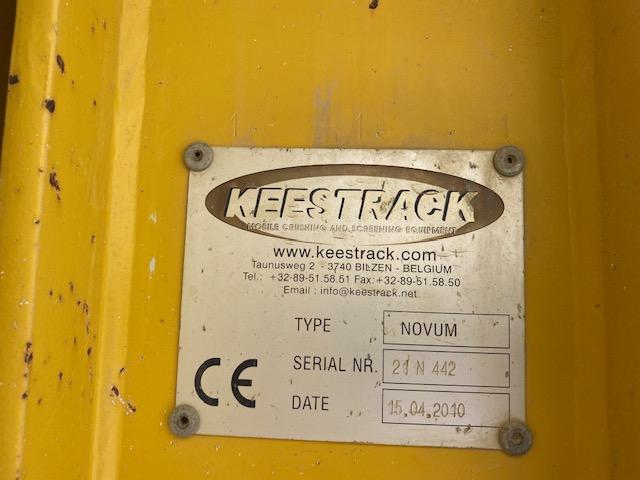 KEESTRACK
MOBILE CRUSHING AND SCREENING EQUIPMENT
www.keestrack.com
Taunusweg 2 - 3740 BILZEN - BELGIUM
Tel.: +32-89-51.58.51 Fax:+32-89-51.58.50
Email : info@keestrack.net
TYPE NOVUM
SERIAL NR. 21 N 442
CE
DATE 15.04.2010